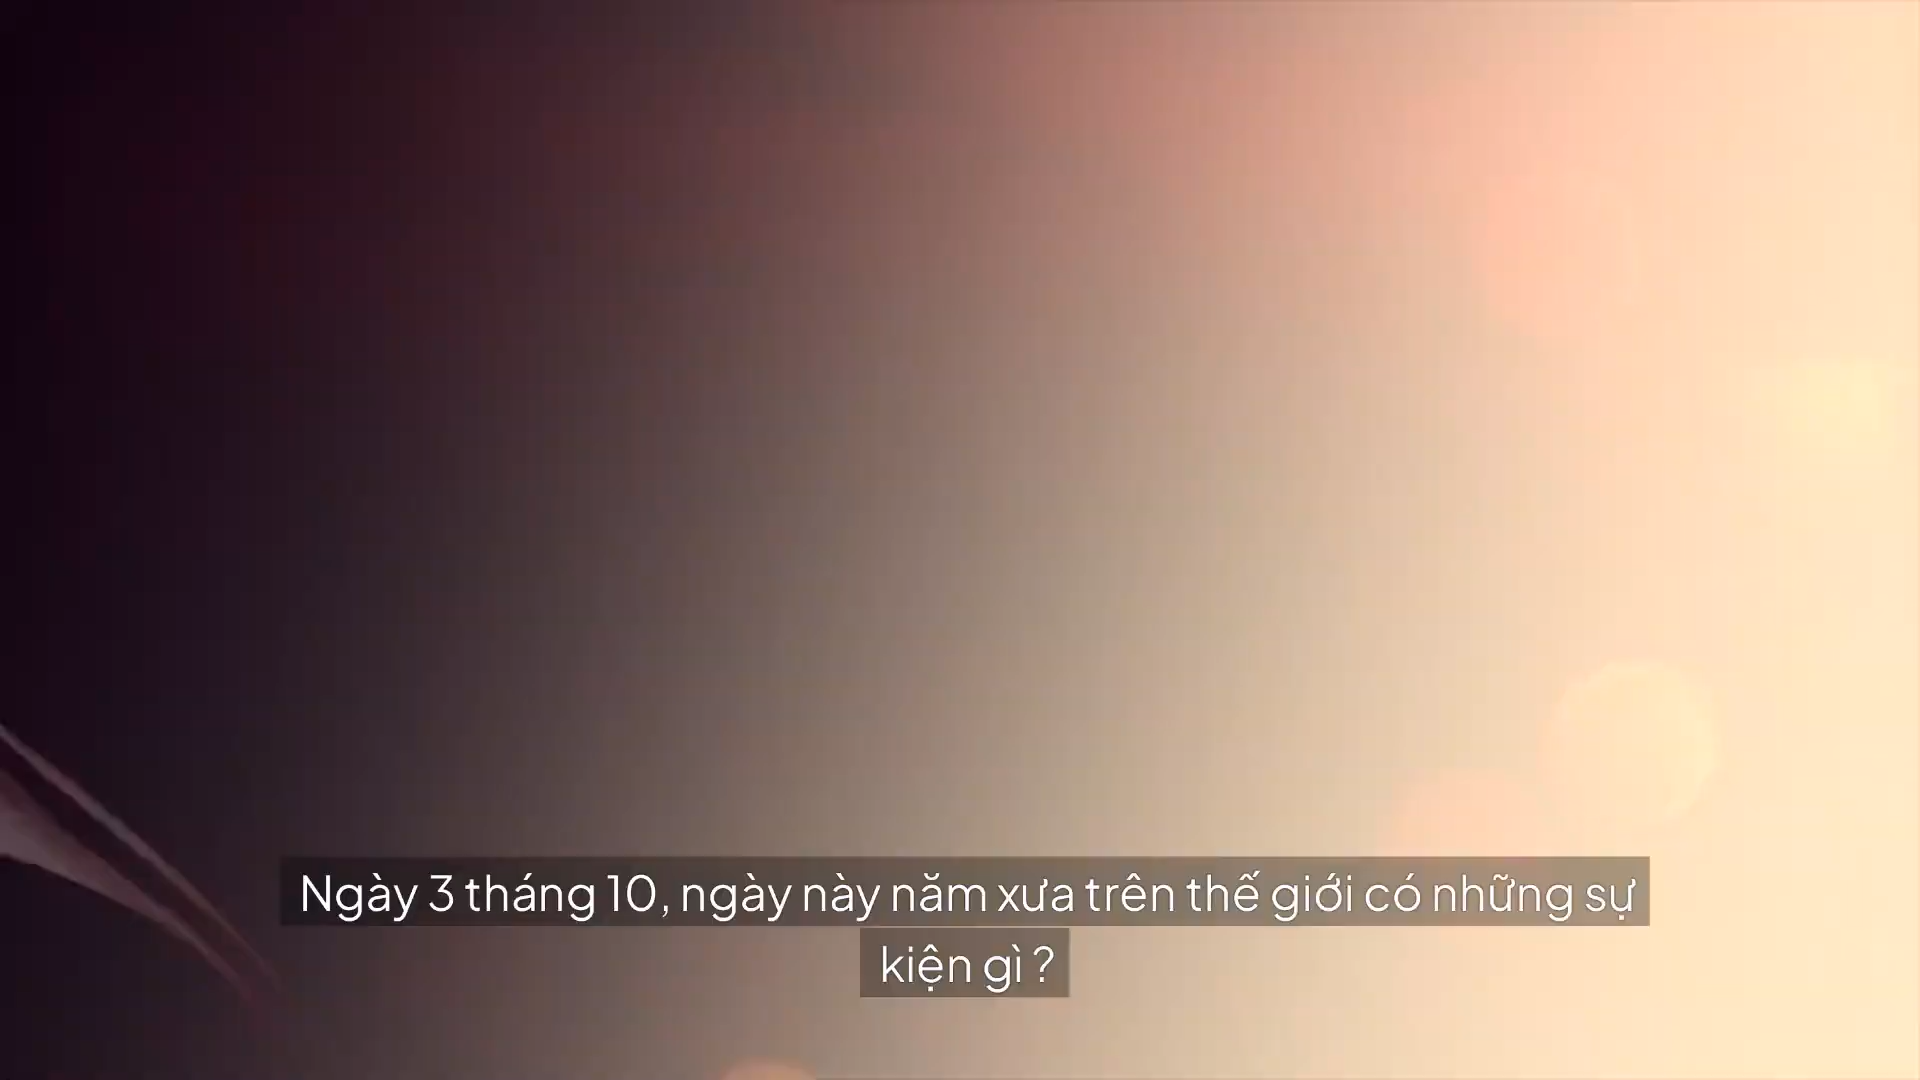 Ngày 3 tháng 10, ngày này năm xưa trên thế giới có những sự
kiện gì ?